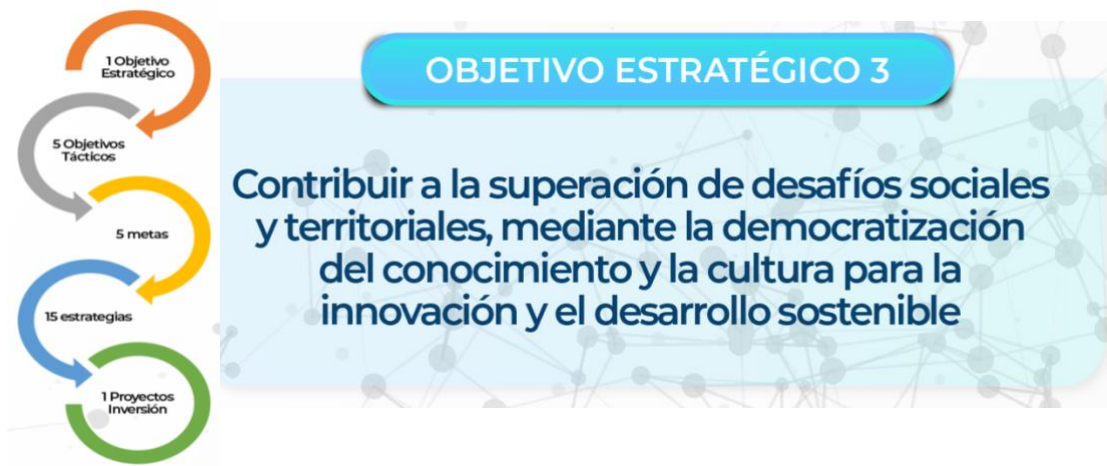 1 Objetivo
Estratégico
5 Objetivos
Tácticos
5 metas
15 estrategias
1 Proyectos
Inversión
OBJETIVO ESTRATÉGICO 3
Contribuir a la superación de desafíos sociales
y territoriales, mediante la democratización
del conocimiento y la cultura para la
innovación y el desarrollo sostenible